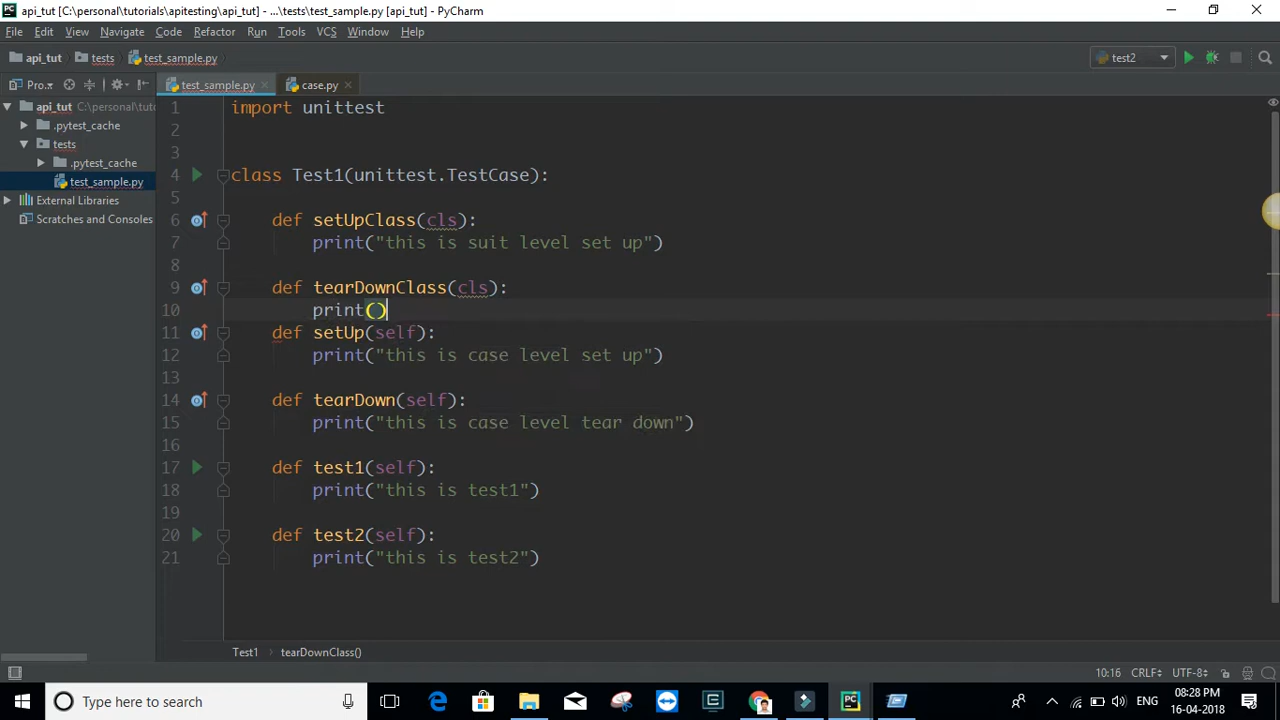 api_tut [C:\personal\tutorials\apitesting\api_tut] - ...\tests\test_sample.py [api_tut] - PyCharm
File Edit View Navigate Code Refactor Run Tools VCS Window Help
api_tut tests test_sample.py test2
Pro... test_sample.py case.py
api_tut C:\personal\tuto
.pytest_cache
tests
.pytest_cache
test_sample.py
External Libraries
Scratches and Consoles
1 import unittest
2
3
4 class Test1(unittest.TestCase):
5
6 def setUpClass(cls):
7 print("this is suit level set up")
8
9 def tearDownClass(cls):
10 print()
11 def setUp(self):
12 print("this is case level set up")
13
14 def tearDown(self):
15 print("this is case level tear down")
16
17 def test1(self):
18 print("this is test1")
19
20 def test2(self):
21 print("this is test2")
Test1 tearDownClass()
10:16 CRLF UTF-8
Type here to search
ENG
08:28 PM
16-04-2018